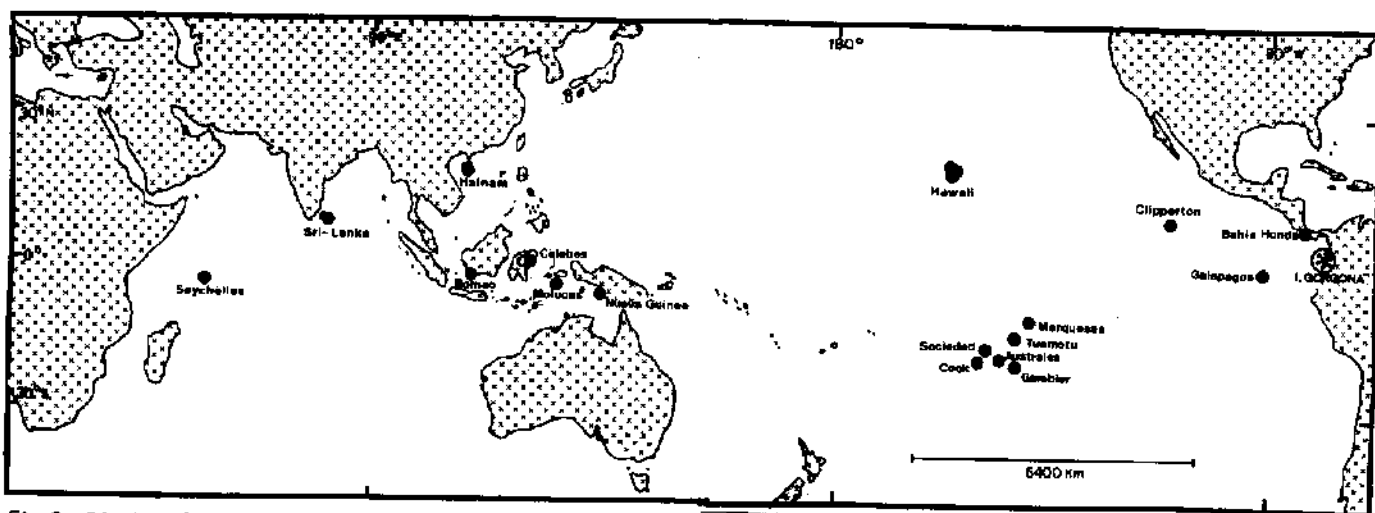 180°
30°N
Hainam
Hawaii
Sri-Lanka
Clipperton
Bahia Honda
0°
Celebes
Seychelles
Borneo
Molucas
Nueva Guinea
Galapagos
I. GORGONA
Marquesas
Tuamotu
Sociedad
Australes
Cook
Gambier
6400 Km